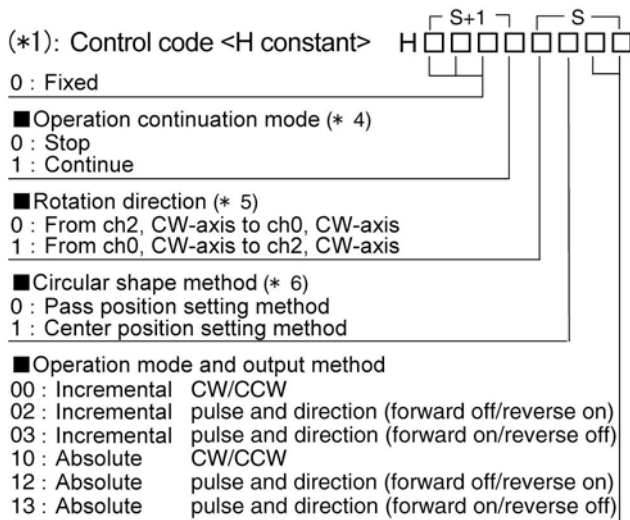 S+1 S
(*1): Control code <H constant> H□□□□□□□□
0 : Fixed
■Operation continuation mode (* 4)
0 : Stop
1 : Continue
■Rotation direction (* 5)
0 : From ch2, CW-axis to ch0, CW-axis
1 : From ch0, CW-axis to ch2, CW-axis
■Circular shape method (* 6)
0 : Pass position setting method
1 : Center position setting method
■Operation mode and output method
00 : Incremental CW/CCW
02 : Incremental pulse and direction (forward off/reverse on)
03 : Incremental pulse and direction (forward on/reverse off)
10 : Absolute CW/CCW
12 : Absolute pulse and direction (forward off/reverse on)
13 : Absolute pulse and direction (forward on/reverse off)